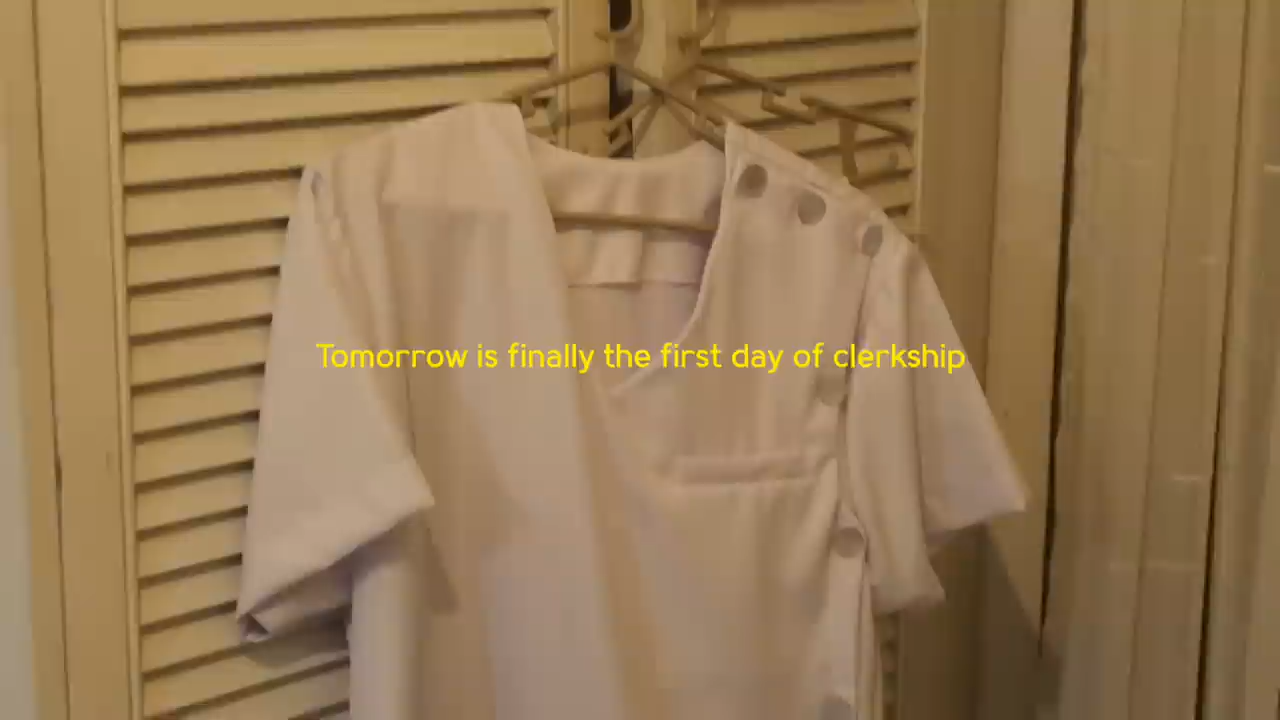 Tomorrow is finally the first day of clerkship